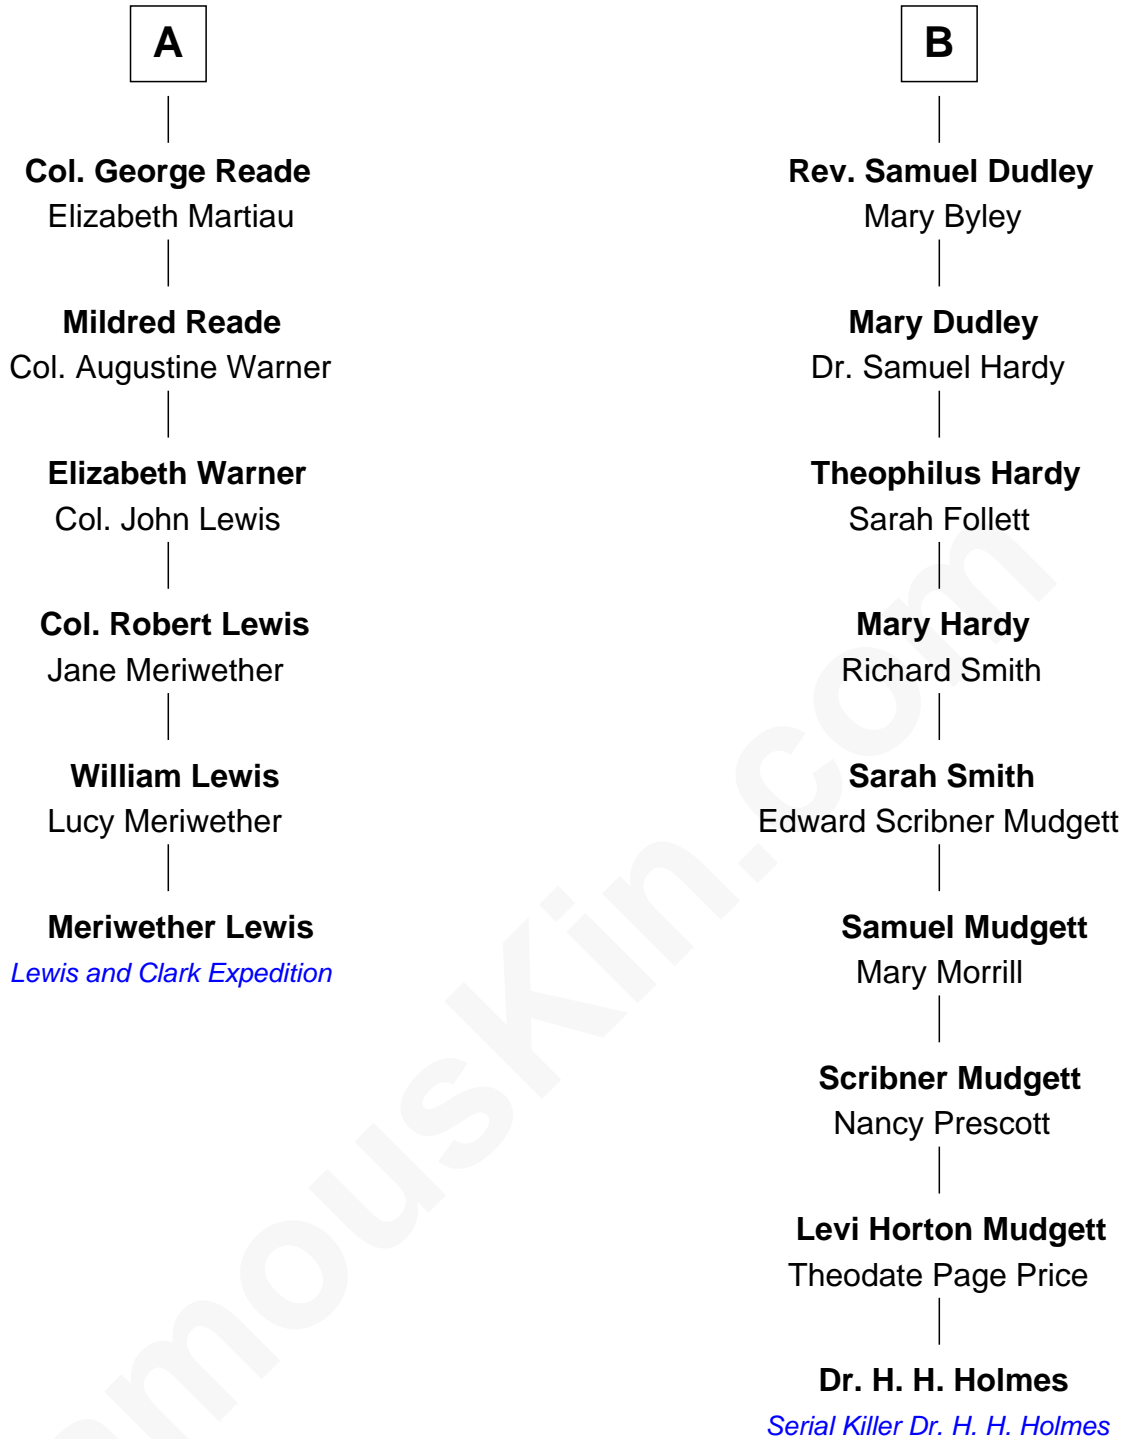 A
Col. George Reade
Elizabeth Martiau
Mildred Reade
Col. Augustine Warner
Elizabeth Warner
Col. John Lewis
Col. Robert Lewis
Jane Meriwether
William Lewis
Lucy Meriwether
Meriwether Lewis
Lewis and Clark Expedition
B
Rev. Samuel Dudley
Mary Byley
Mary Dudley
Dr. Samuel Hardy
Theophilus Hardy
Sarah Follett
Mary Hardy
Richard Smith
Sarah Smith
Edward Scribner Mudgett
Samuel Mudgett
Mary Morrill
Scribner Mudgett
Nancy Prescott
Levi Horton Mudgett
Theodate Page Price
Dr. H. H. Holmes
Serial Killer Dr. H. H. Holmes
amousKin.com